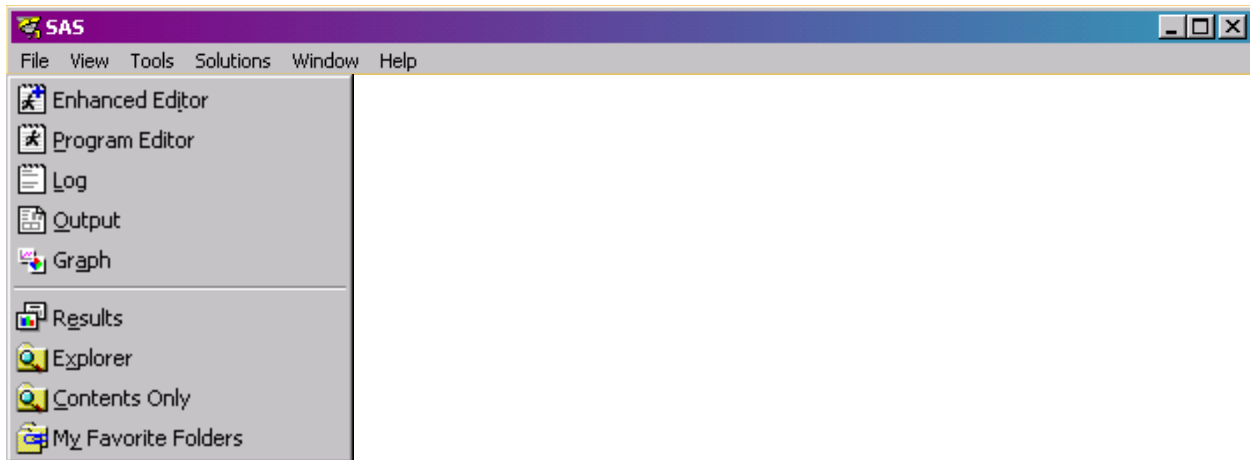 SAS
File View Tools Solutions Window Help
Enhanced Editor
Program Editor
Log
Output
Graph
Results
Explorer
Contents Only
My Favorite Folders